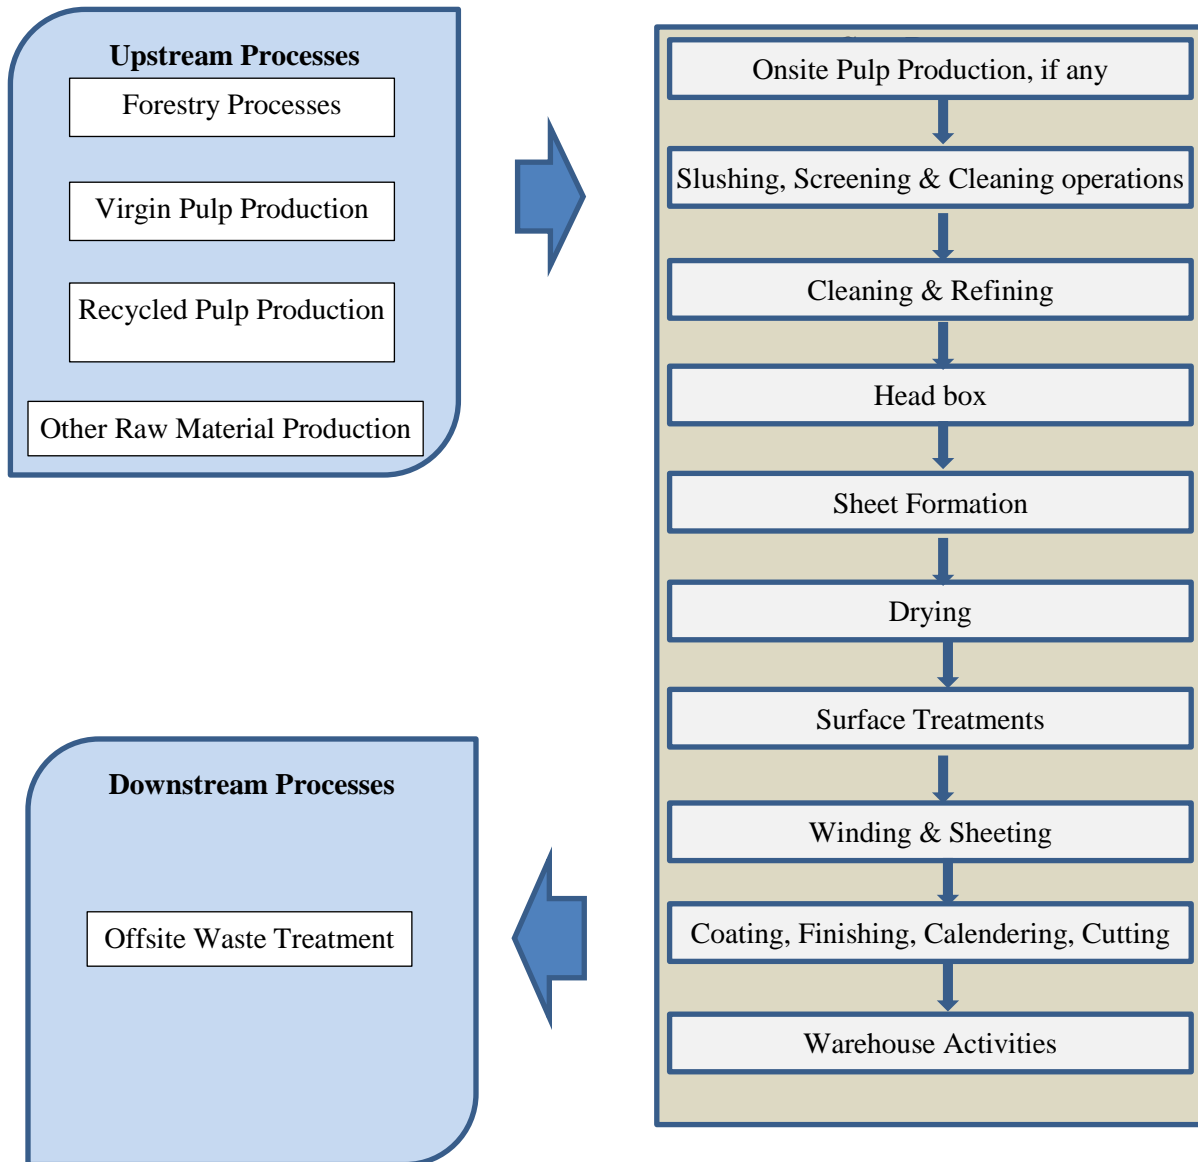 Upstream Processes
Forestry Processes
Virgin Pulp Production
Recycled Pulp Production
Other Raw Material Production
Onsite Pulp Production, if any
Slushing, Screening & Cleaning operations
Cleaning & Refining
Head box
Sheet Formation
Drying
Surface Treatments
Winding & Sheeting
Coating, Finishing, Calendering, Cutting
Warehouse Activities
Downstream Processes
Offsite Waste Treatment